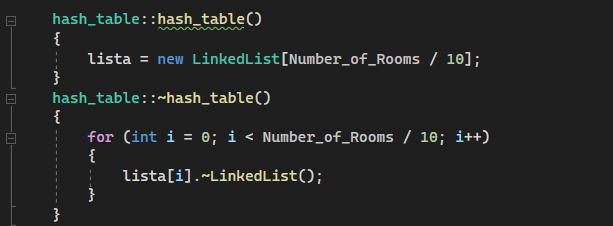 hash_table::hash_table()
{
lista = new LinkedList[Number_of_Rooms / 10];
}
hash_table::~hash_table()
{
for (int i = 0; i < Number_of_Rooms / 10; i++)
{
lista[i].~LinkedList();
}
}